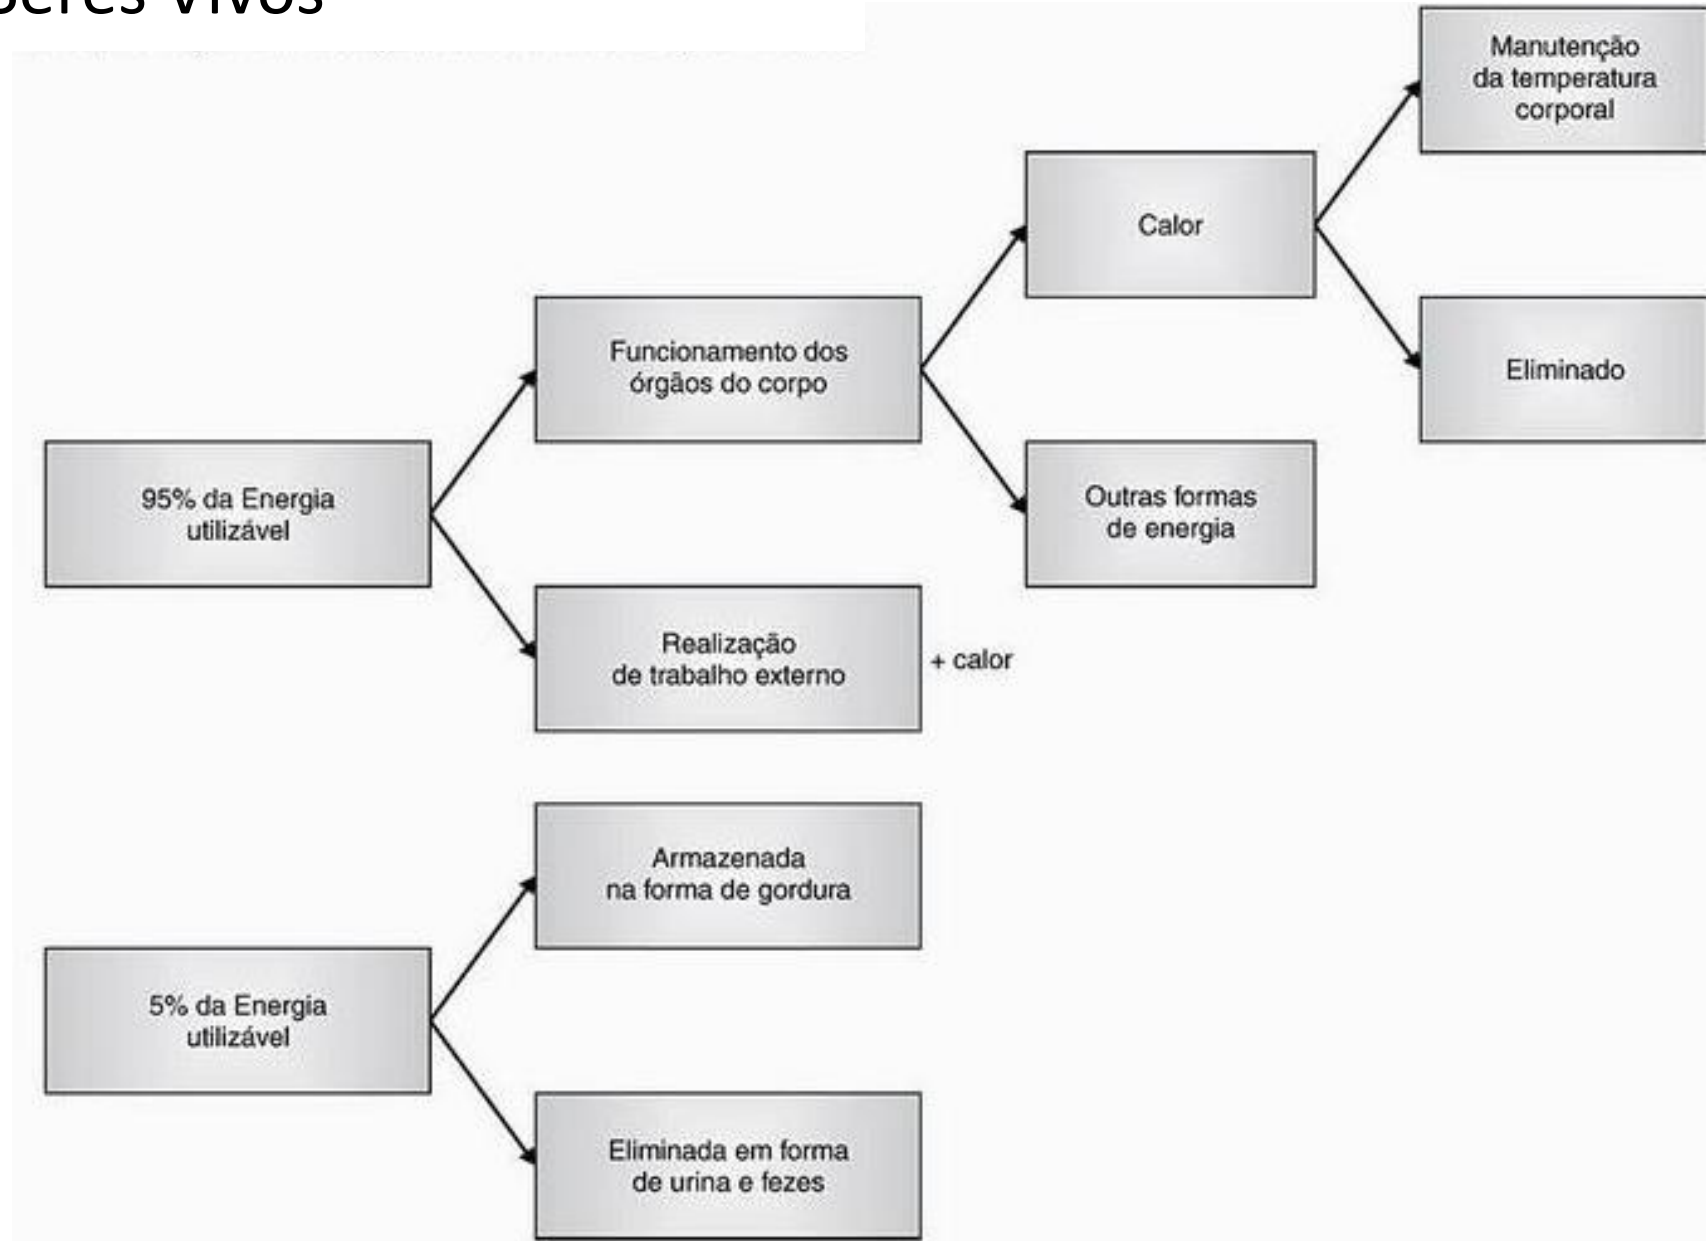 Seres Vivos
Manutenção
da temperatura
corporal
Calor
Eliminado
Funcionamento dos
órgãos do corpo
Outras formas
de energia
95% da Energia
utilizável
Realização
de trabalho externo
+ calor
Armazenada
na forma de gordura
5% da Energia
utilizável
Eliminada em forma
de urina e fezes